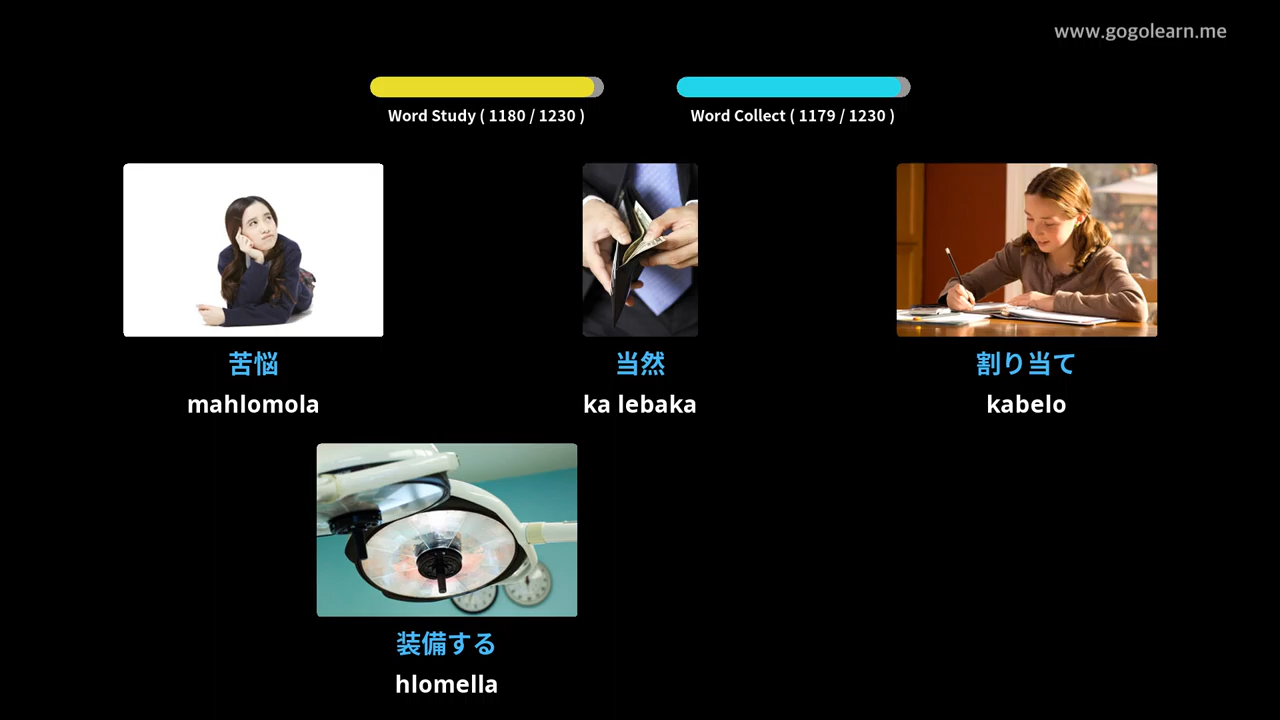 www.gogolearn.me
Word Study ( 1180 / 1230 )
Word Collect ( 1179 / 1230 )
苦悩
mahlomola
当然
ka lebaka
割り当て
kabelo
装備する
hlomella